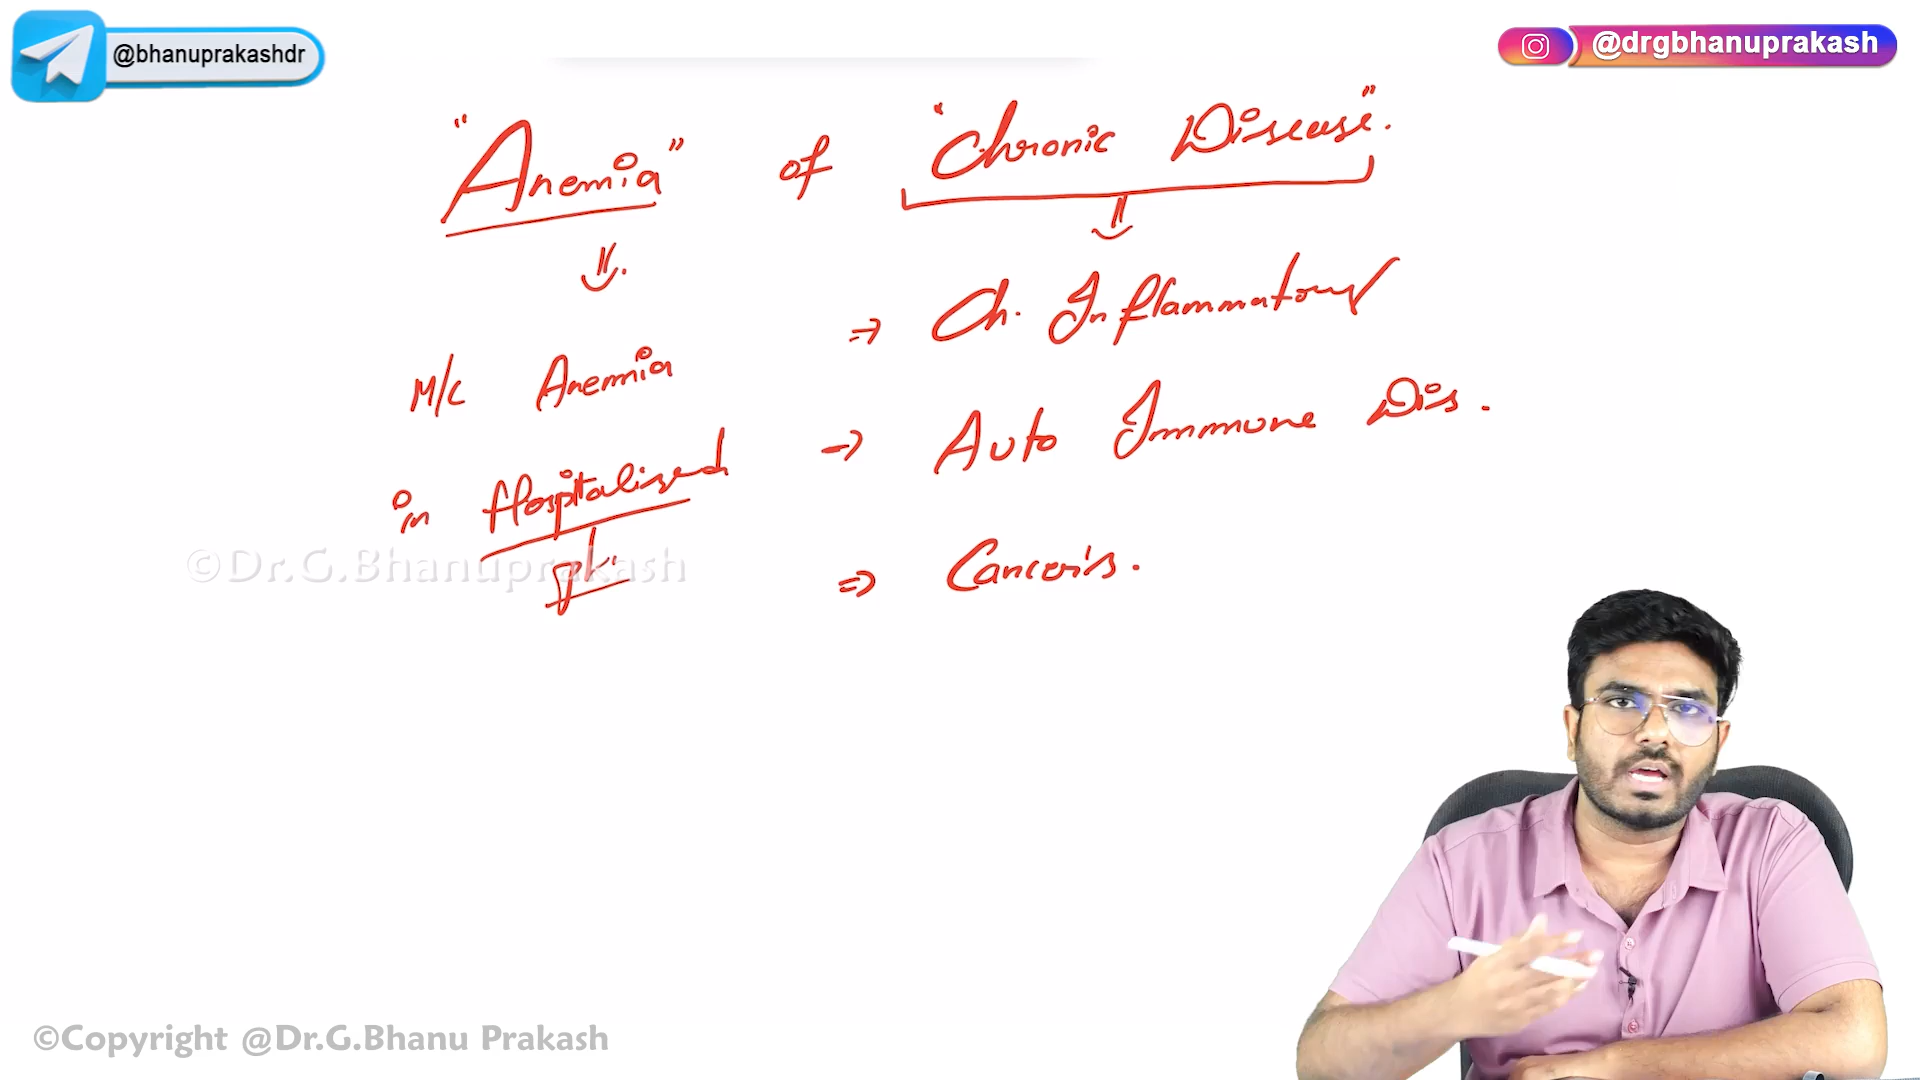 @bhanuprakashdr
@drgbhanuprakash
"Anemia" of "Chronic Disease".
⇒ Ch. Inflammatory
M/C Anemia
→ Auto Immune Dis.
in Hospitalized
pt.
⇒ Cancer's.
©Dr.G.Bhanuprakash
©Copyright @Dr.G.Bhanu Prakash